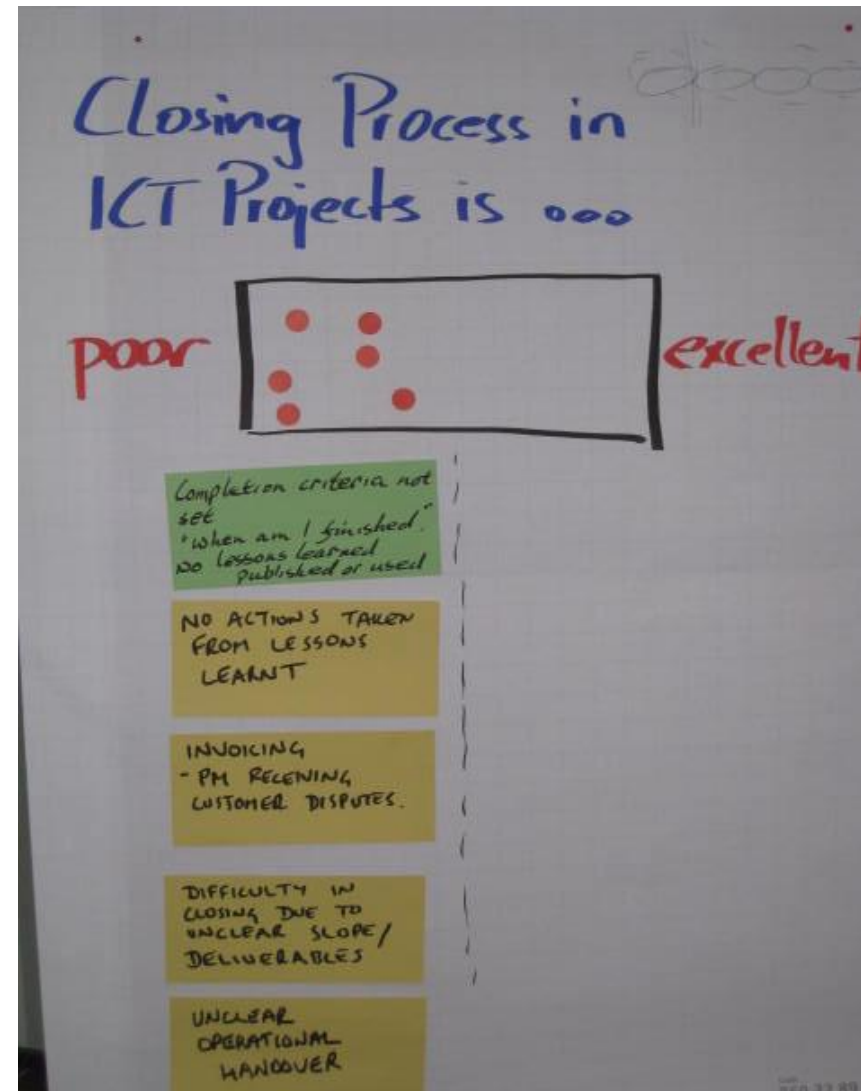 Closing Process in
ICT Projects is ...
poor
excellent
Completion criteria not
set
"when am I finished."
No lessons learned
published or used
NO ACTIONS TAKEN
FROM LESSONS
LEARNT
INVOICING
- PM RECEIVING
CUSTOMER DISPUTES.
DIFFICULTY IN
CLOSING DUE TO
UNCLEAR SCOPE/
DELIVERABLES
UNCLEAR
OPERATIONAL
HANDOVER